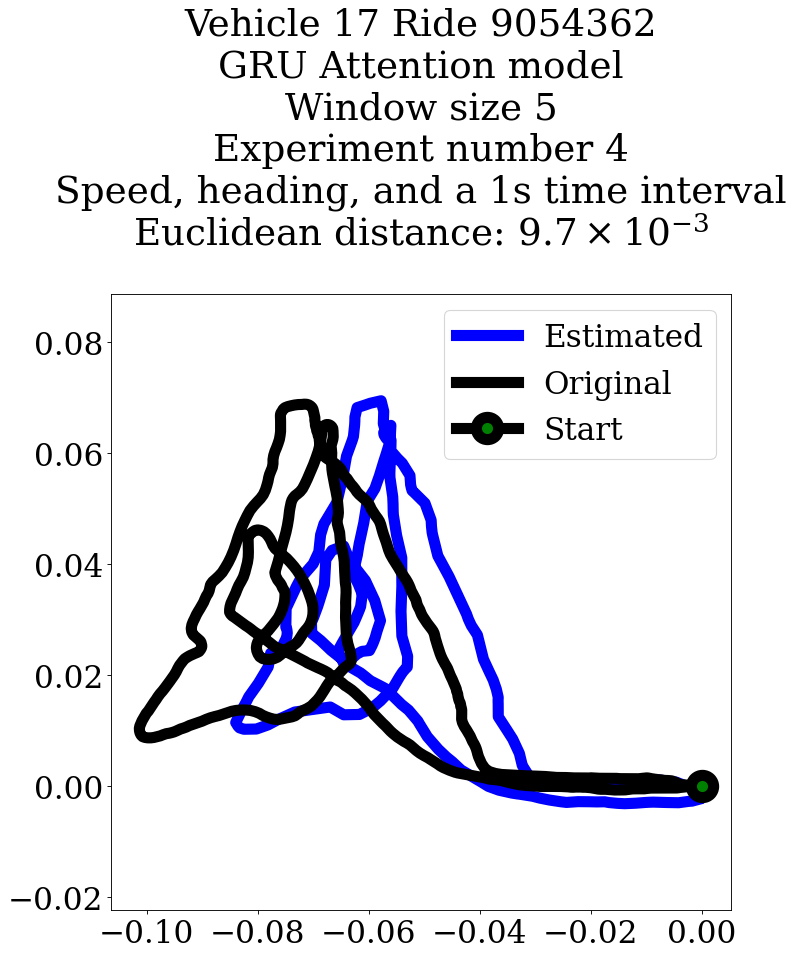 Vehicle 17 Ride 9054362
GRU Attention model
Window size 5
Experiment number 4
Speed, heading, and a 1s time interval
Euclidean distance: 9.7 × 10⁻³
Estimated
Original
Start
0.08
0.06
0.04
0.02
0.00
−0.02
−0.10 −0.08 −0.06 −0.04 −0.02 0.00